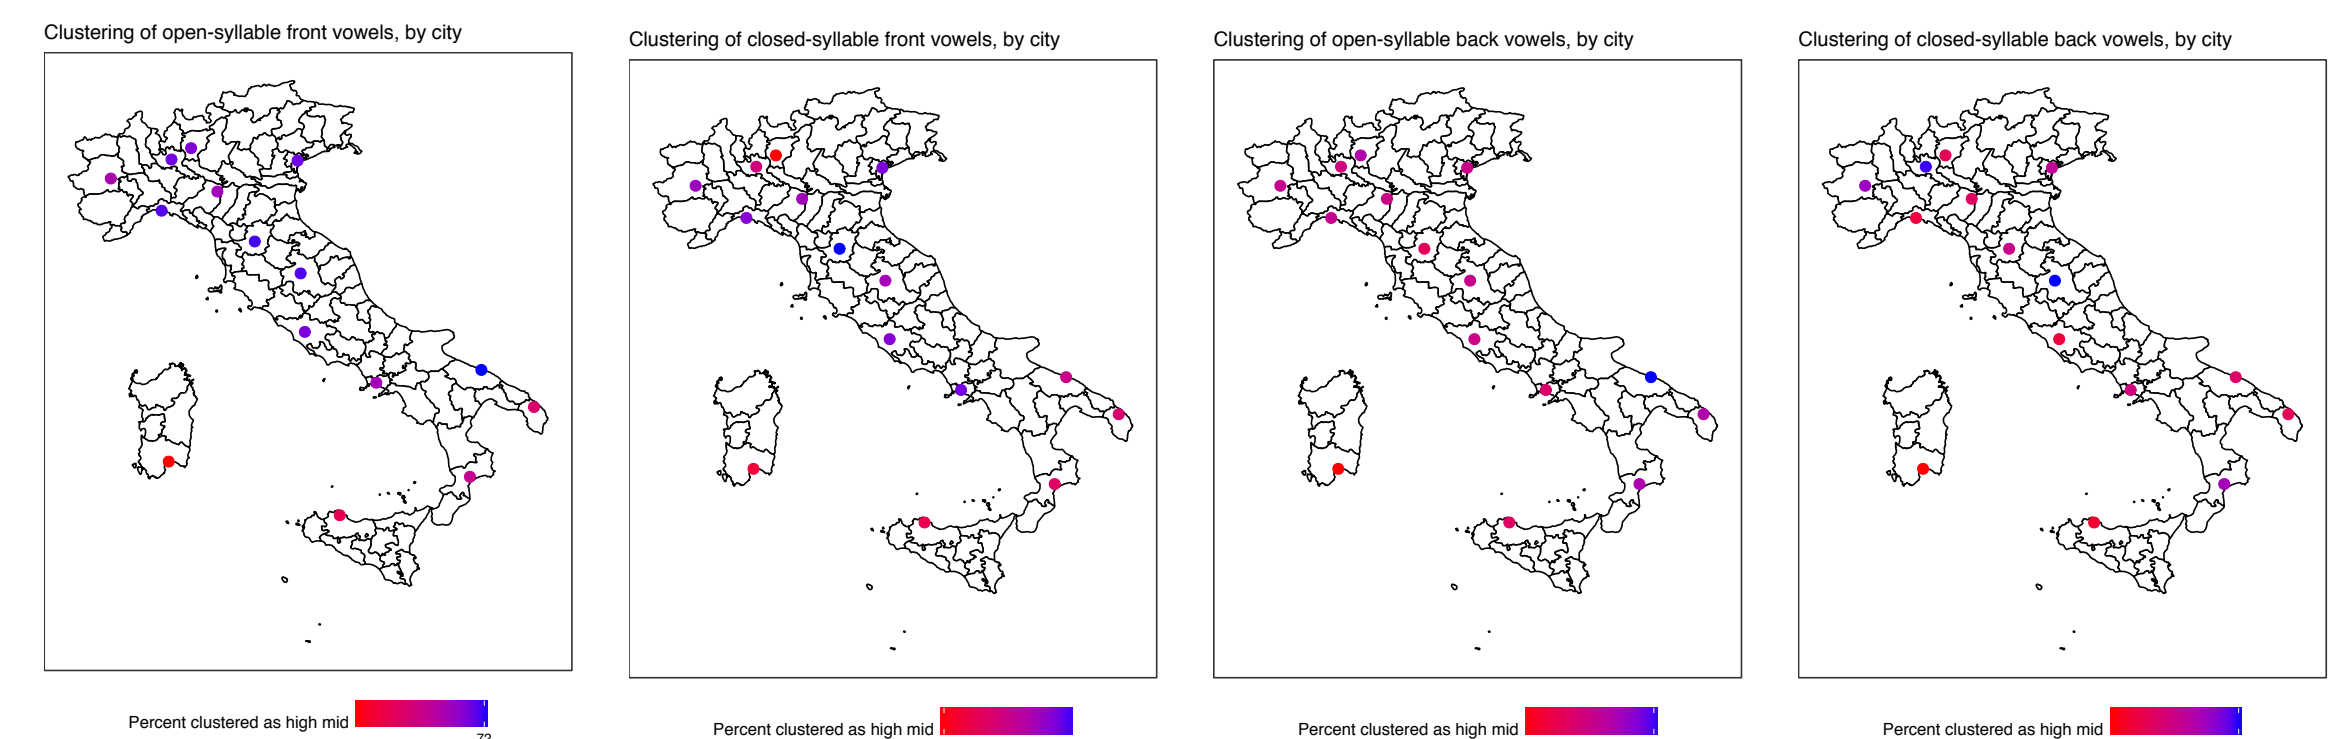 Clustering of open-syllable front vowels, by city
Clustering of closed-syllable front vowels, by city
Clustering of open-syllable back vowels, by city
Clustering of closed-syllable back vowels, by city
Percent clustered as high mid
Percent clustered as high mid
Percent clustered as high mid
Percent clustered as high mid